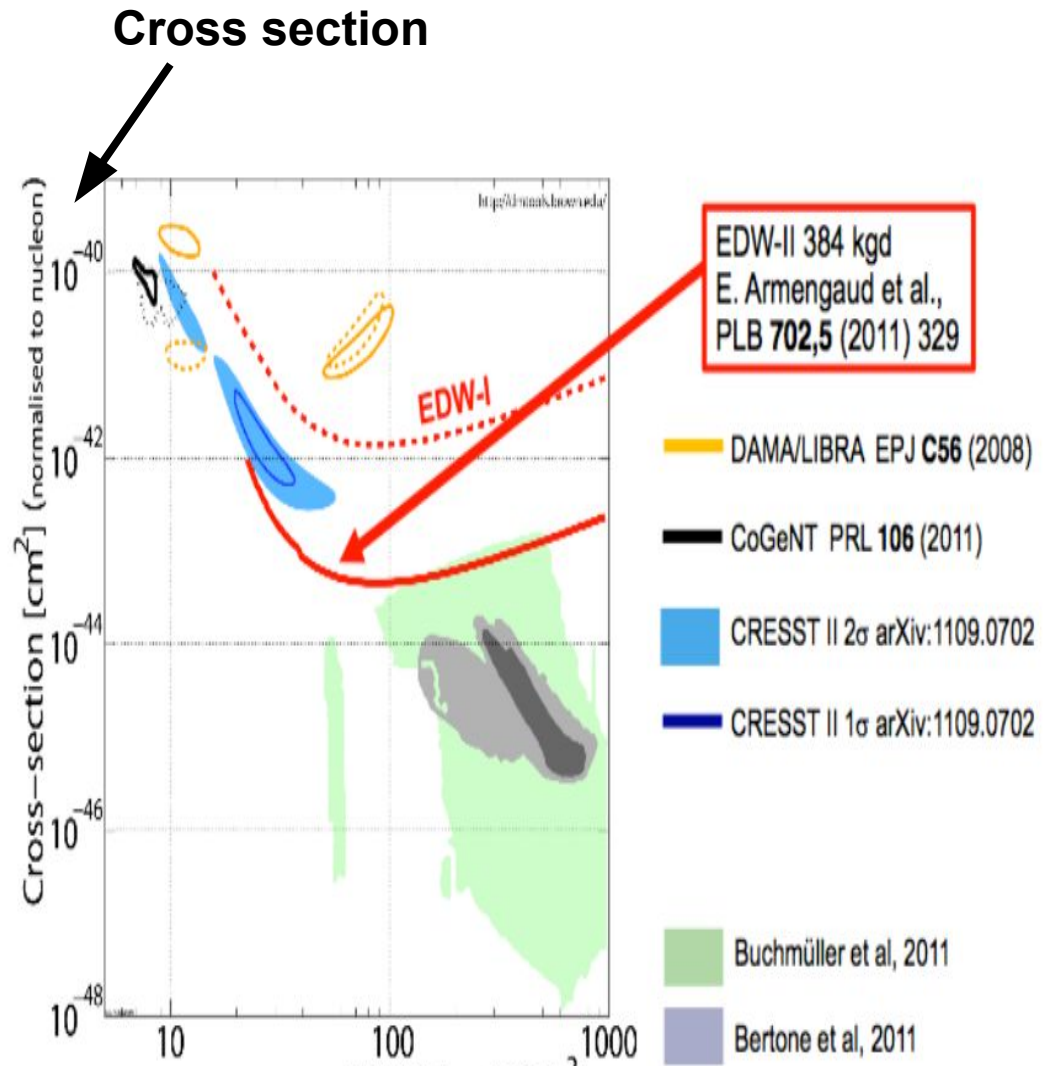 Cross section
Cross-section [cm²] (normalised to nucleon)
10⁻⁴⁰
10⁻⁴²
10⁻⁴⁴
10⁻⁴⁶
10⁻⁴⁸
10
100
1000
EDW-I
EDW-II 384 kgd
E. Armengaud et al.,
PLB 702,5 (2011) 329
DAMA/LIBRA EPJ C56 (2008)
CoGeNT PRL 106 (2011)
CRESST II 2σ arXiv:1109.0702
CRESST II 1σ arXiv:1109.0702
Buchmüller et al, 2011
Bertone et al, 2011